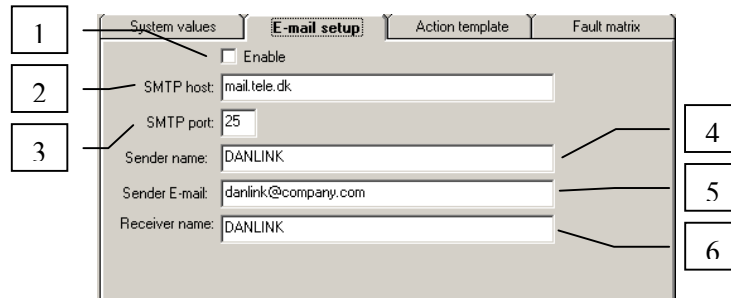 System values E-mail setup Action template Fault matrix
1
Enable
2
SMTP host: mail.tele.dk
3
SMTP port: 25
4
Sender name: DANLINK
5
Sender E-mail: danlink@company.com
6
Receiver name: DANLINK